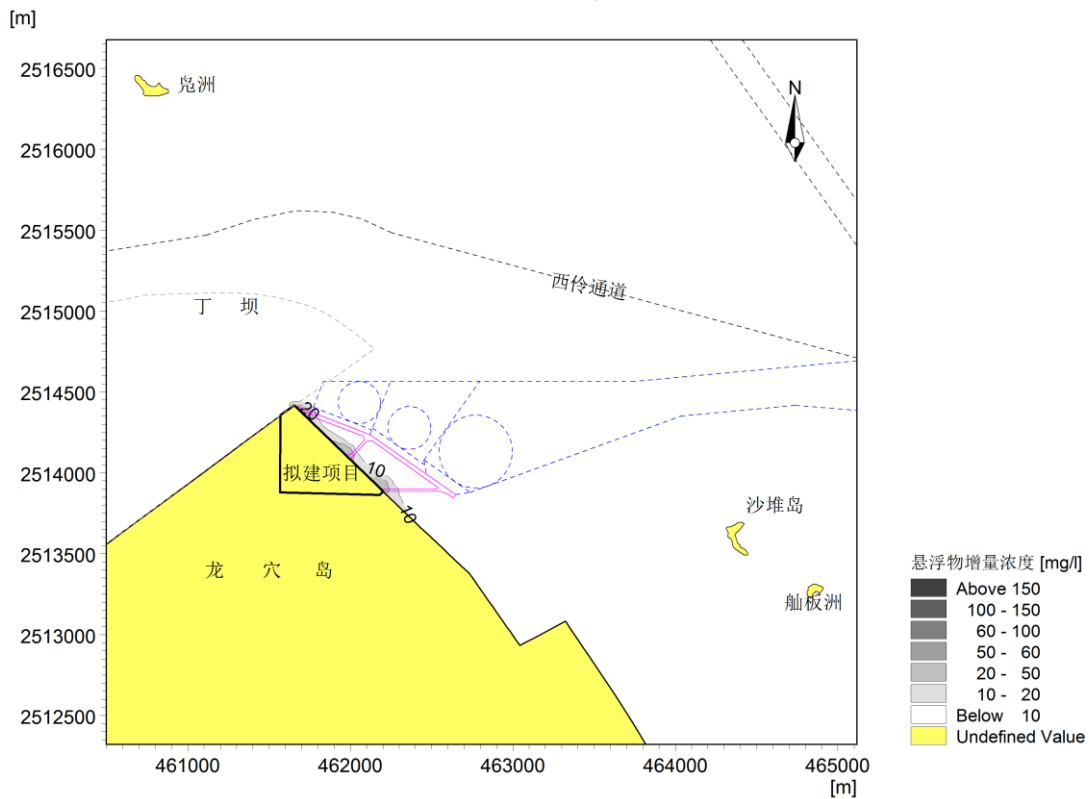 [m]
N
2516500
2516000
2515500
2515000
2514500
2514000
2513500
2513000
2512500
凫洲
西伶通道
丁 坝
20
拟建项目
10
10
沙堆岛
舢板洲
龙 穴 岛
461000
462000
463000
464000
465000
[m]
悬浮物增量浓度 [mg/l]
Above 150
100 - 150
60 - 100
50 - 60
20 - 50
10 - 20
Below 10
Undefined Value